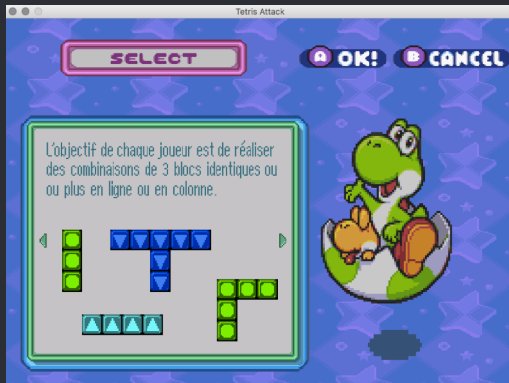 Tetris Attack
SELECT
A OK! B CANCEL
L'objectif de chaque joueur est de réaliser
des combinaisons de 3 blocs identiques ou
ou plus en ligne ou en colonne.